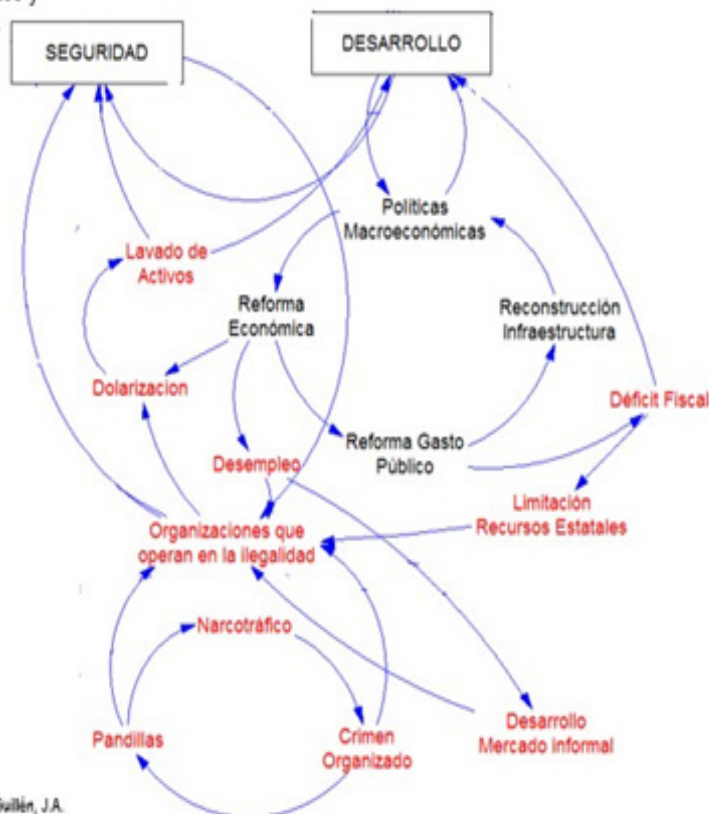 SEGURIDAD
DESARROLLO
Políticas
Macroeconómicas
Lavado de
Activos
Reforma
Económica
Reconstrucción
Infraestructura
Dolarizacion
Déficit Fiscal
Reforma Gasto
Público
Desempleo
Limitación
Recursos Estatales
Organizaciones que
operan en la ilegalidad
Narcotráfico
Pandillas
Crimen
Organizado
Desarrollo
Mercado informal
Guillén, J.A.